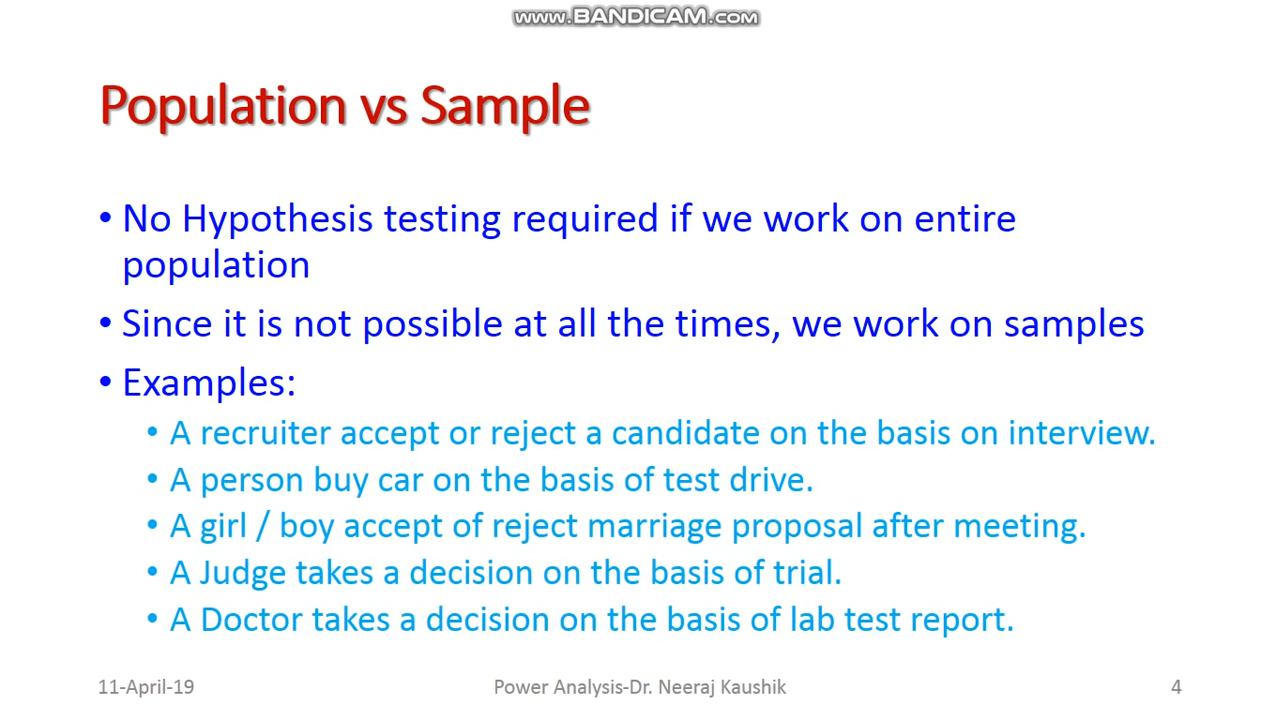 www.BANDICAM.com
Population vs Sample
• No Hypothesis testing required if we work on entire
population
• Since it is not possible at all the times, we work on samples
• Examples:
• A recruiter accept or reject a candidate on the basis on interview.
• A person buy car on the basis of test drive.
• A girl / boy accept of reject marriage proposal after meeting.
• A Judge takes a decision on the basis of trial.
• A Doctor takes a decision on the basis of lab test report.
11-April-19 Power Analysis-Dr. Neeraj Kaushik 4